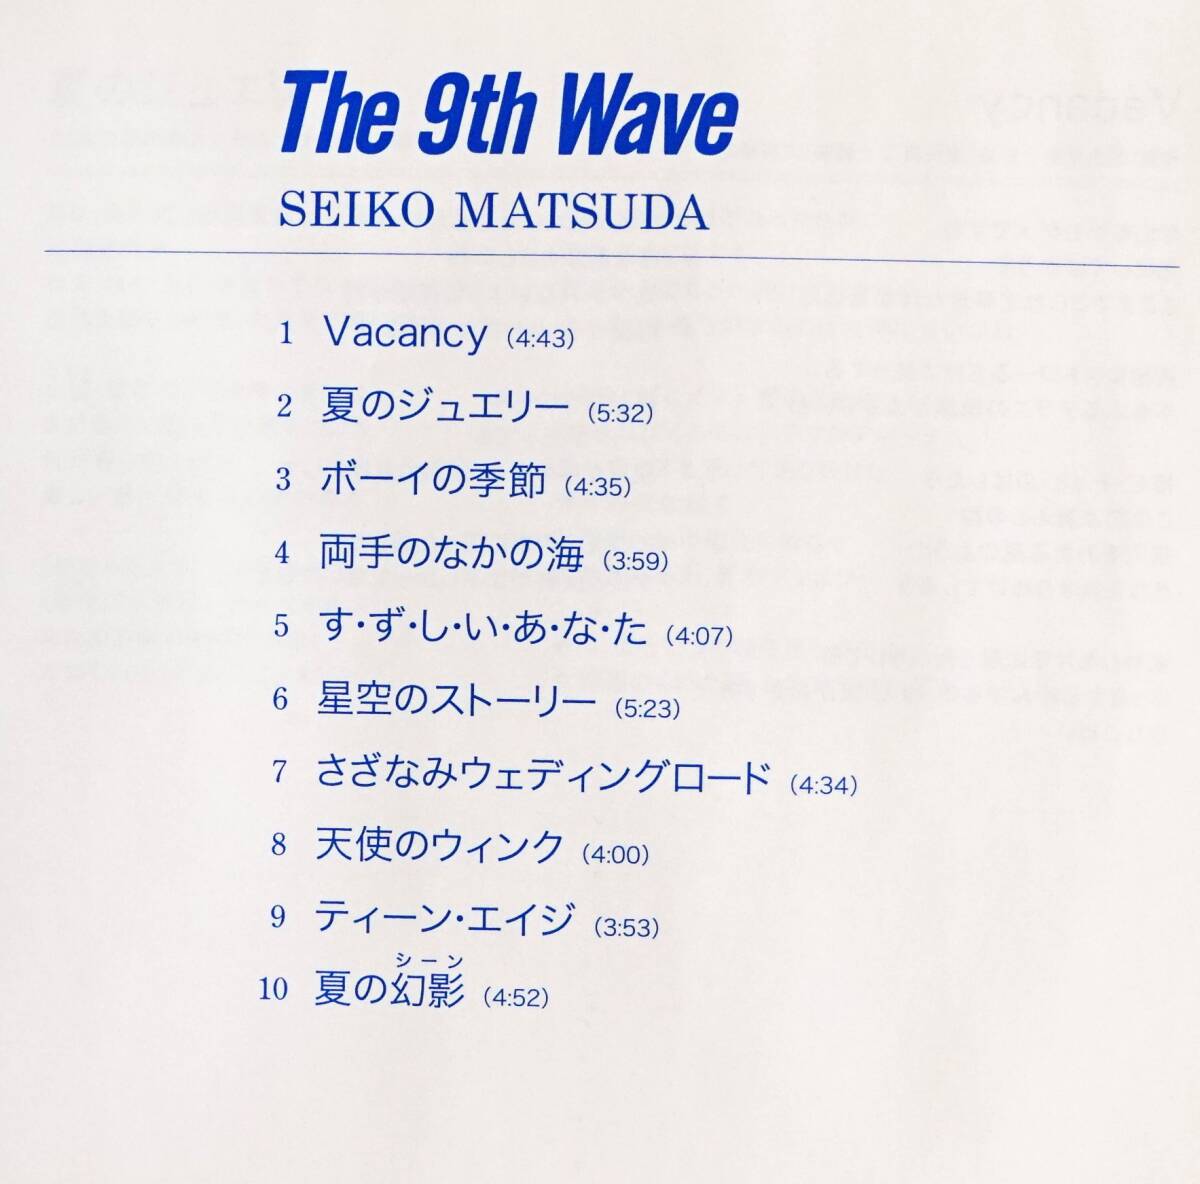 The 9th Wave
SEIKO MATSUDA
1 Vacancy (4:43)
2 夏のジュエリー (5:32)
3 ボーイの季節 (4:35)
4 両手のなかの海 (3:59)
5 す・ず・し・い・あ・な・た (4:07)
6 星空のストーリー (5:23)
7 さざなみウェディングロード (4:34)
8 天使のウィンク (4:00)
9 ティーン・エイジ (3:53)
シーン
10 夏の幻影 (4:52)